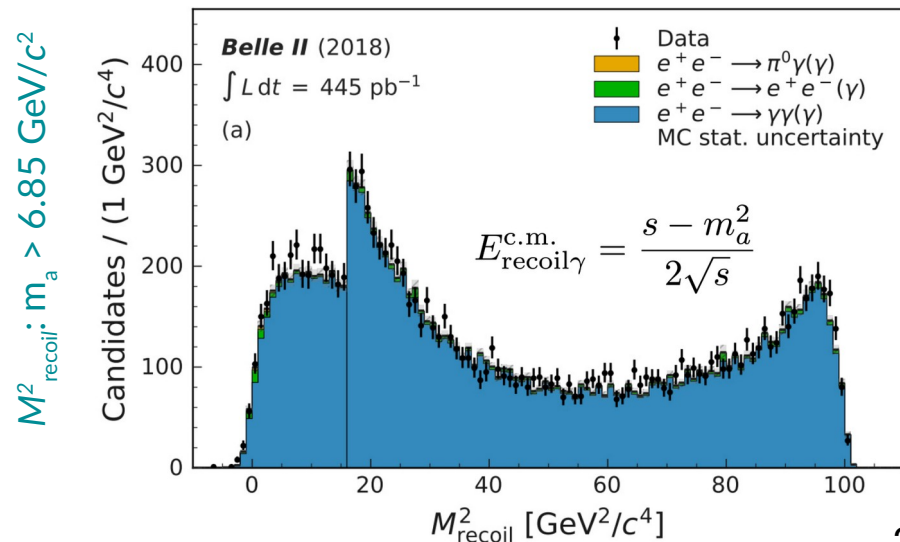 M²recoil: mₐ > 6.85 GeV/c²
Candidates / (1 GeV²/c⁴)
400
300
200
100
0
Belle II (2018)
∫ L dt = 445 pb⁻¹
(a)
Data
e⁺e⁻ → π⁰γ(γ)
e⁺e⁻ → e⁺e⁻(γ)
e⁺e⁻ → γγ(γ)
MC stat. uncertainty
E^{c.m.}_{recoilγ} = (s − m²ₐ) / (2√s)
0 20 40 60 80 100
M²recoil [GeV²/c⁴]